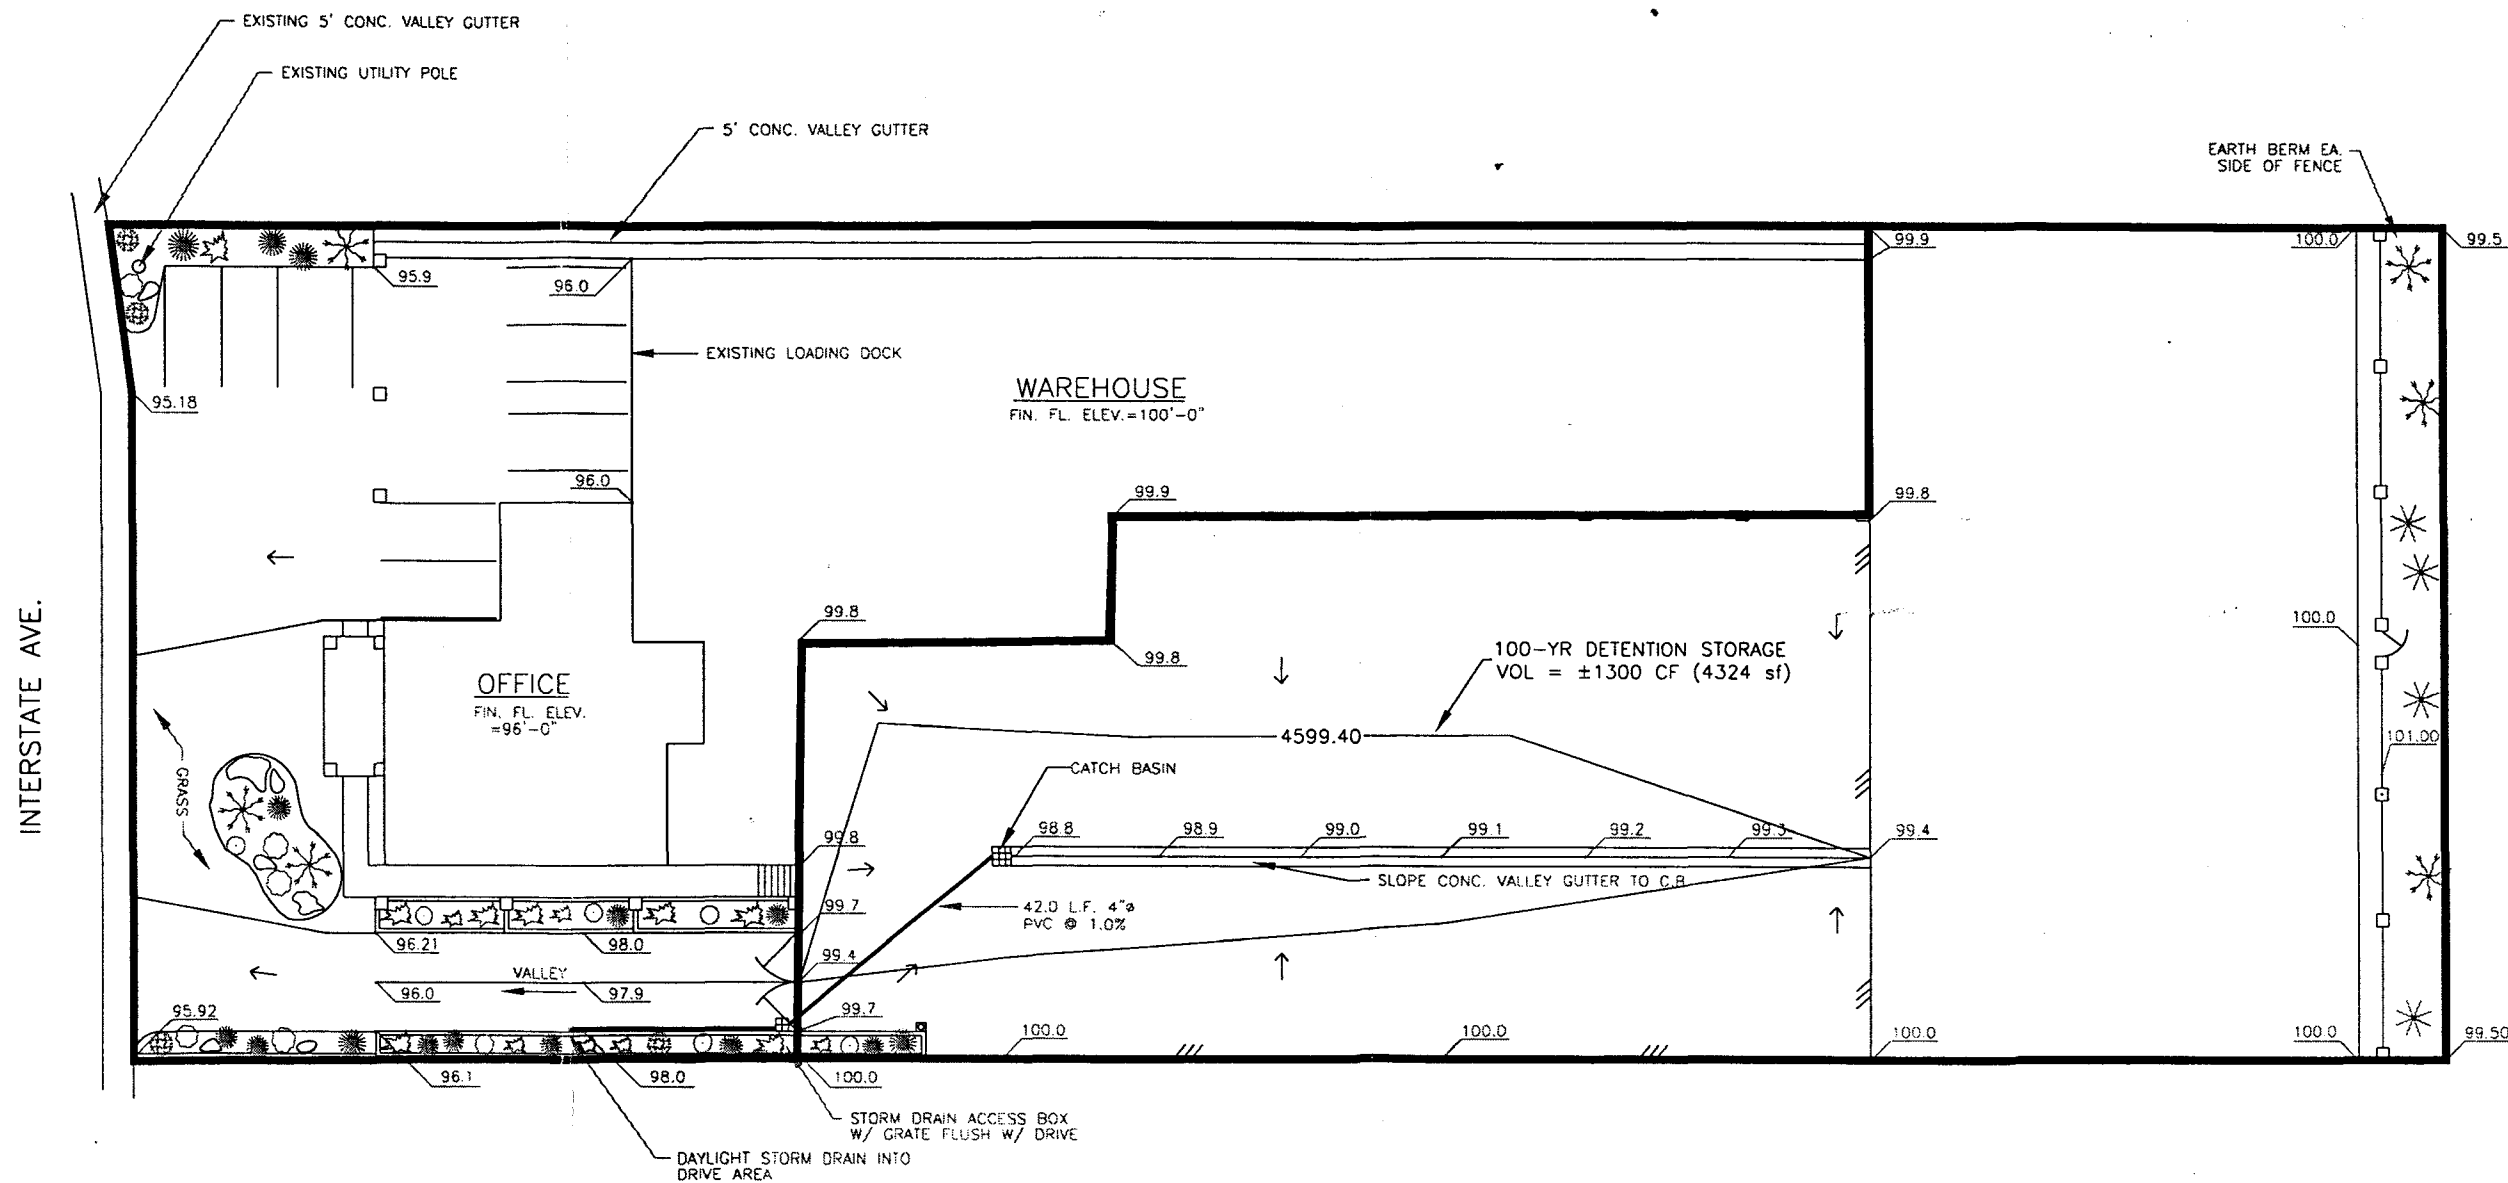 EXISTING 5' CONC. VALLEY GUTTER
EXISTING UTILITY POLE
5' CONC. VALLEY GUTTER
EARTH BERM EA.
SIDE OF FENCE
99.9
100.0
99.5
95.9
96.0
EXISTING LOADING DOCK
WAREHOUSE
FIN. FL. ELEV.=100'-0"
95.18
96.0
99.9
99.8
INTERSTATE AVE.
99.8
99.8
100.0
100-YR DETENTION STORAGE
VOL = ±1300 CF (4324 sf)
OFFICE
FIN. FL. ELEV.
=96'-0"
4599.40
101.00
GRASS
CATCH BASIN
99.8
98.8
98.9
99.0
99.1
99.2
99.3
99.4
SLOPE CONC. VALLEY GUTTER TO C.B.
42.0 L.F. 4"ø
PVC @ 1.0%
99.7
96.21
98.0
99.4
VALLEY
96.0
97.9
95.92
99.7
100.0
100.0
100.0
100.0
99.50
96.1
98.0
100.0
STORM DRAIN ACCESS BOX
W/ GRATE FLUSH W/ DRIVE
DAYLIGHT STORM DRAIN INTO
DRIVE AREA